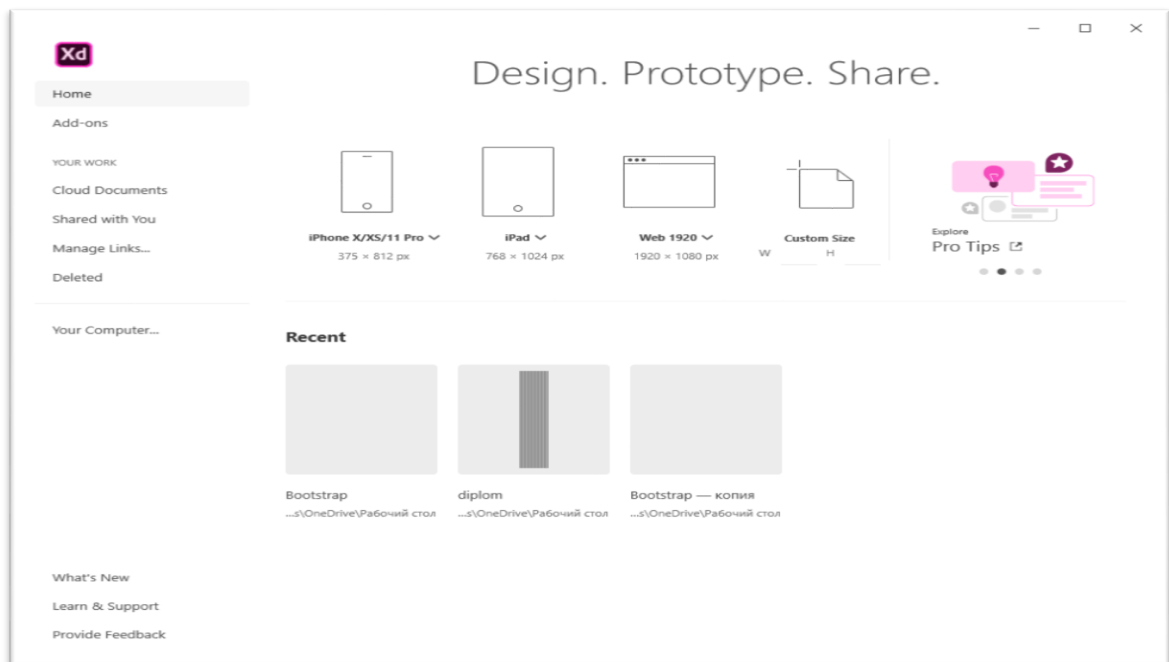 Xd
Design. Prototype. Share.
Home
Add-ons
YOUR WORK
Cloud Documents
Shared with You
Manage Links...
Deleted
Your Computer...
iPhone X/XS/11 Pro
375 × 812 px
iPad
768 × 1024 px
Web 1920
1920 × 1080 px
Custom Size
W H
Explore
Pro Tips
Recent
Bootstrap
...s\OneDrive\Рабочий стол
diplom
...s\OneDrive\Рабочий стол
Bootstrap — копия
...s\OneDrive\Рабочий стол
What's New
Learn & Support
Provide Feedback